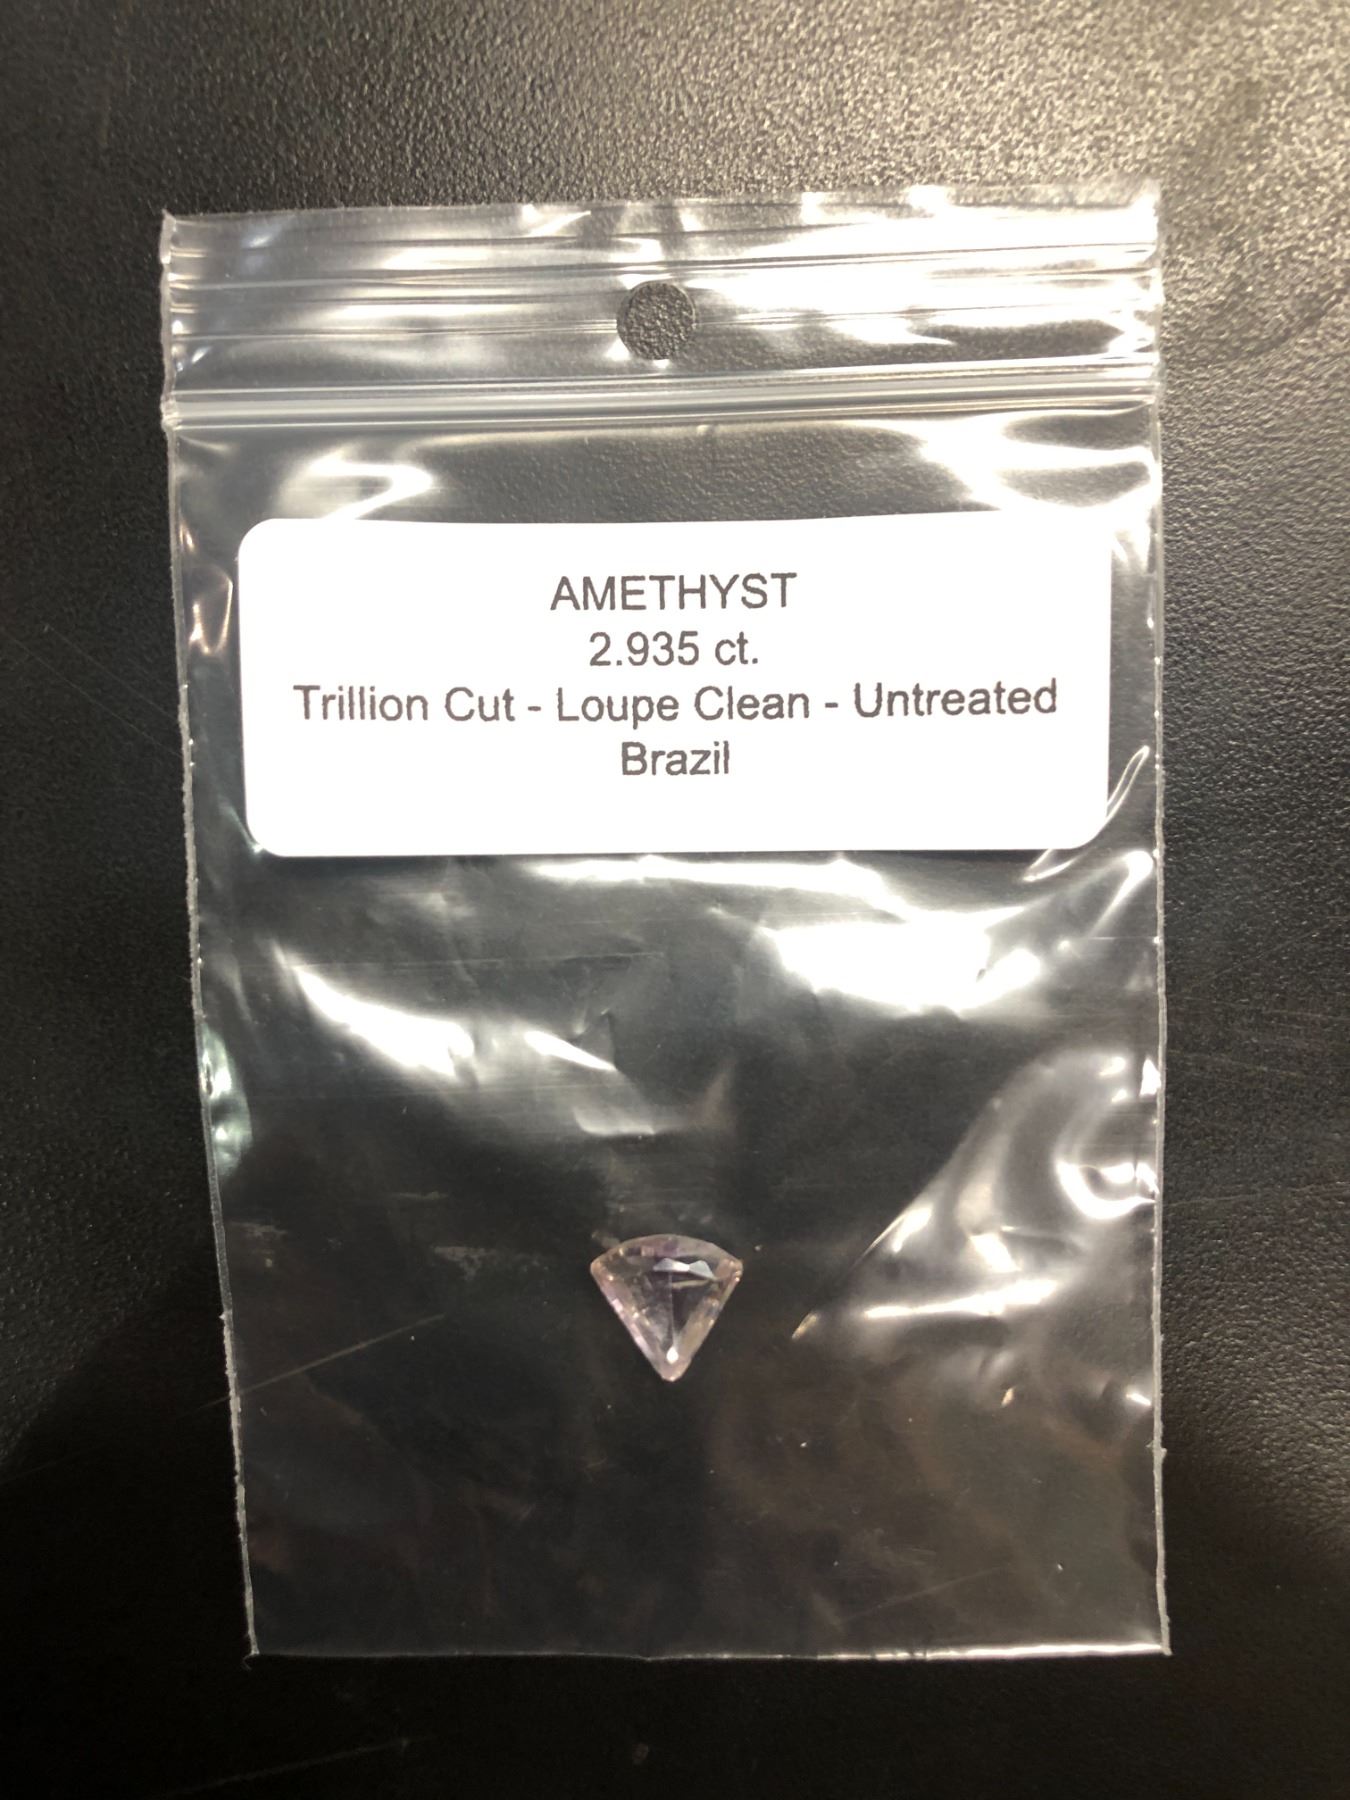 AMETHYST
2.935 ct.
Trillion Cut - Loupe Clean - Untreated
Brazil